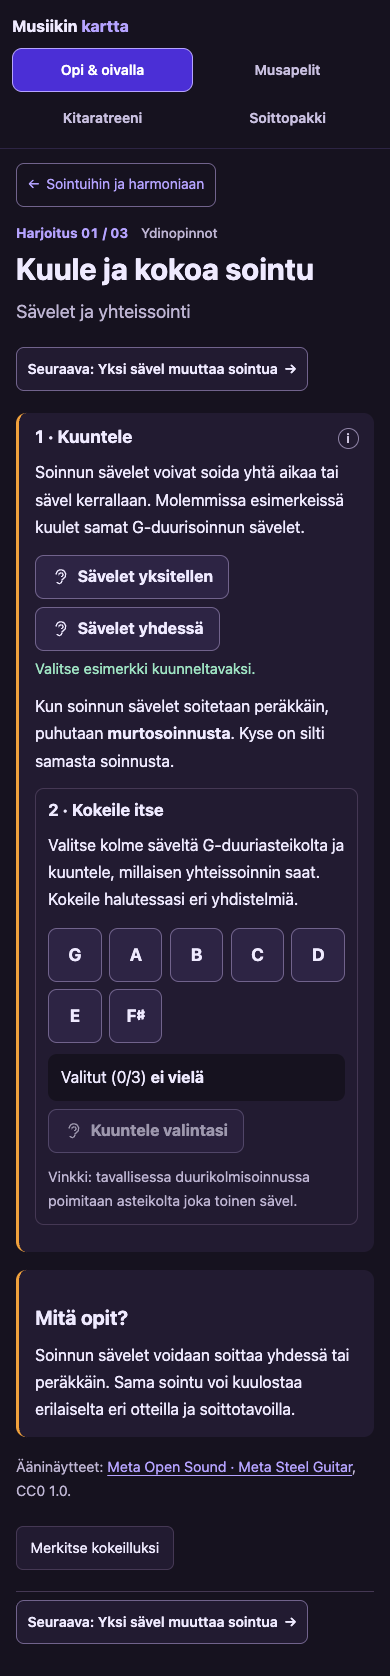 Musiikin kartta
Opi & oivalla
Musapelit
Kitaratreeni
Soittopakki
← Sointuihin ja harmoniaan
Harjoitus 01 / 03 Ydinopinnot
Kuule ja kokoa sointu
Sävelet ja yhteissointi
Seuraava: Yksi sävel muuttaa sointua →
1 · Kuuntele
i
Soinnun sävelet voivat soida yhtä aikaa tai
sävel kerrallaan. Molemmissa esimerkeissä
kuulet samat G-duurisoinnun sävelet.
Sävelet yksitellen
Sävelet yhdessä
Valitse esimerkki kuunneltavaksi.
Kun soinnun sävelet soitetaan peräkkäin,
puhutaan murtosoinnusta. Kyse on silti
samasta soinnusta.
2 · Kokeile itse
Valitse kolme säveltä G-duuriasteikolta ja
kuuntele, millaisen yhteissoinnin saat.
Kokeile halutessasi eri yhdistelmiä.
G A B C D
E F#
Valitut (0/3) ei vielä
Kuuntele valintasi
Vinkki: tavallisessa duurikolmisoinnussa
poimitaan asteikolta joka toinen sävel.
Mitä opit?
Soinnun sävelet voidaan soittaa yhdessä tai
peräkkäin. Sama sointu voi kuulostaa
erilaiselta eri otteilla ja soittotavoilla.
Ääninäytteet: Meta Open Sound · Meta Steel Guitar,
CC0 1.0.
Merkitse kokeilluksi
Seuraava: Yksi sävel muuttaa sointua →